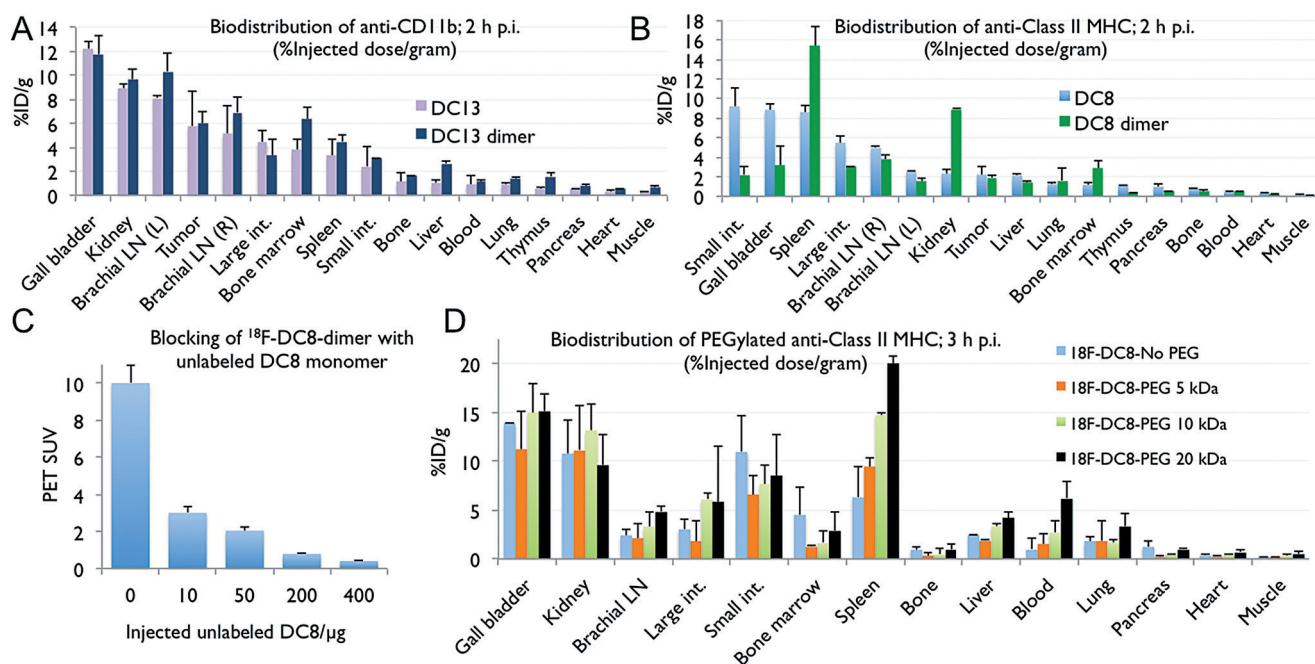 A
Biodistribution of anti-CD11b; 2 h p.i.
(%Injected dose/gram)
%ID/g
14
12
10
8
6
4
2
0
DC13
DC13 dimer
Gall bladder
Kidney
Brachial LN (L)
Tumor
Brachial LN (R)
Large int.
Bone marrow
Spleen
Small int.
Bone
Liver
Blood
Lung
Thymus
Pancreas
Heart
Muscle
B
Biodistribution of anti-Class II MHC; 2 h p.i.
(%Injected dose/gram)
%ID/g
18
16
14
12
10
8
6
4
2
0
DC8
DC8 dimer
Small int.
Gall bladder
Spleen
Large int.
Brachial LN (R)
Brachial LN (L)
Kidney
Tumor
Liver
Lung
Bone marrow
Thymus
Pancreas
Bone
Blood
Heart
Muscle
C
Blocking of 18F-DC8-dimer with
unlabeled DC8 monomer
PET SUV
10
8
6
4
2
0
0 10 50 200 400
Injected unlabeled DC8/µg
D
Biodistribution of PEGylated anti-Class II MHC; 3 h p.i.
(%Injected dose/gram)
%ID/g
20
15
10
5
0
18F-DC8-No PEG
18F-DC8-PEG 5 kDa
18F-DC8-PEG 10 kDa
18F-DC8-PEG 20 kDa
Gall bladder
Kidney
Brachial LN
Large int.
Small int.
Bone marrow
Spleen
Bone
Liver
Blood
Lung
Pancreas
Heart
Muscle